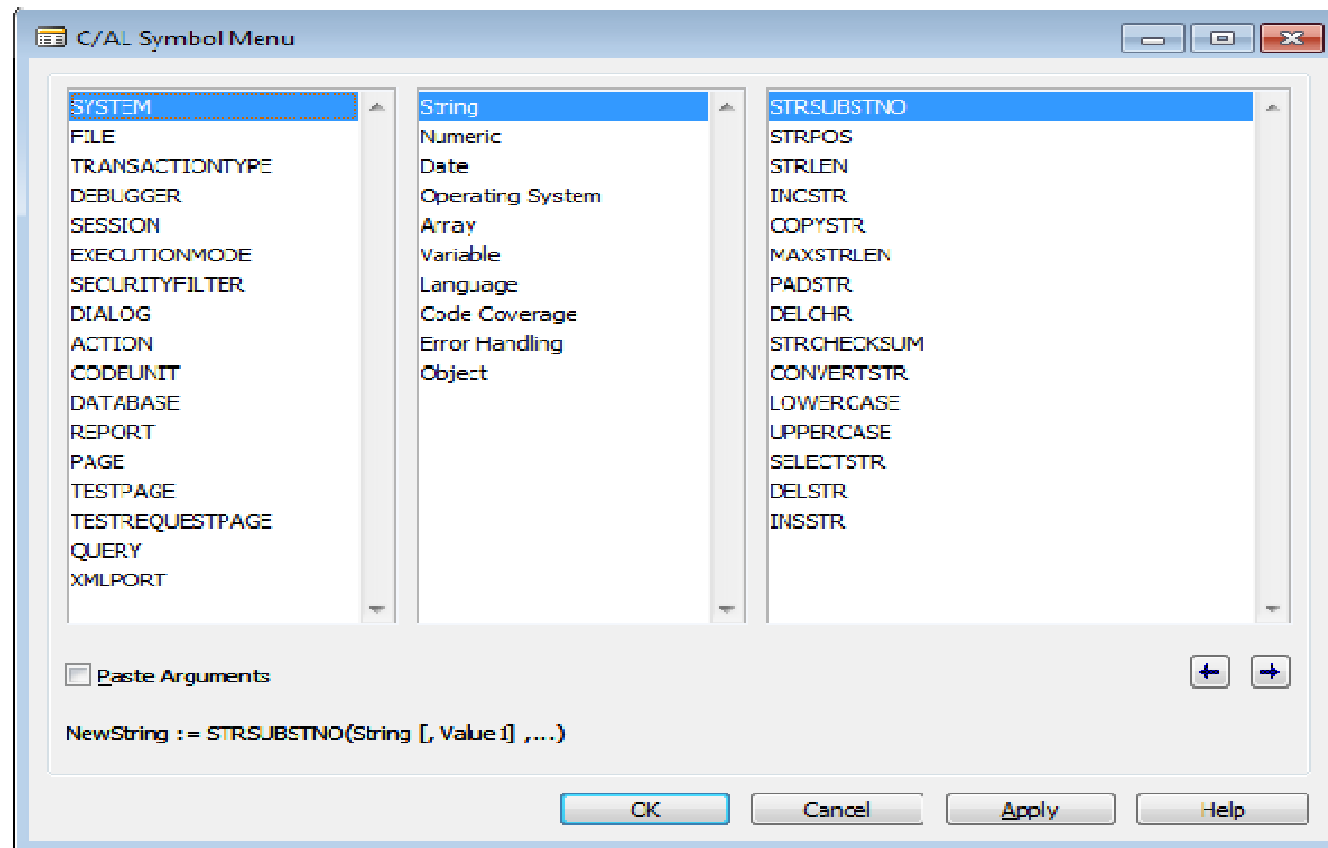 C/AL Symbol Menu
SYSTEM
FILE
TRANSACTIONTYPE
DEBUGGER
SESSION
EXECUTIONMODE
SECURITYFILTER
DIALOG
ACTION
CODEUNIT
DATABASE
REPORT
PAGE
TESTPAGE
TESTREQUESTPAGE
QUERY
XMLPORT
String
Numeric
Date
Operating System
Array
Variable
Language
Code Coverage
Error Handling
Object
STRSUBSTNO
STRPOS
STRLEN
INCSTR
COPYSTR
MAXSTRLEN
PADSTR
DELCHR
STRCHECKSUM
CONVERTSTR
LOWERCASE
UPPERCASE
SELECTSTR
DELSTR
INSSTR
Paste Arguments
NewString := STRSUBSTNO(String [, Value1] ,...)
OK
Cancel
Apply
Help